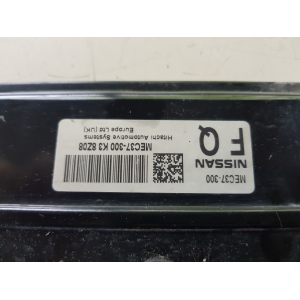 MEC37-300
NISSAN
FQ
MEC37-300 K3 8Z08
Hitachi Automotive Systems
Europe Ltd (UK)